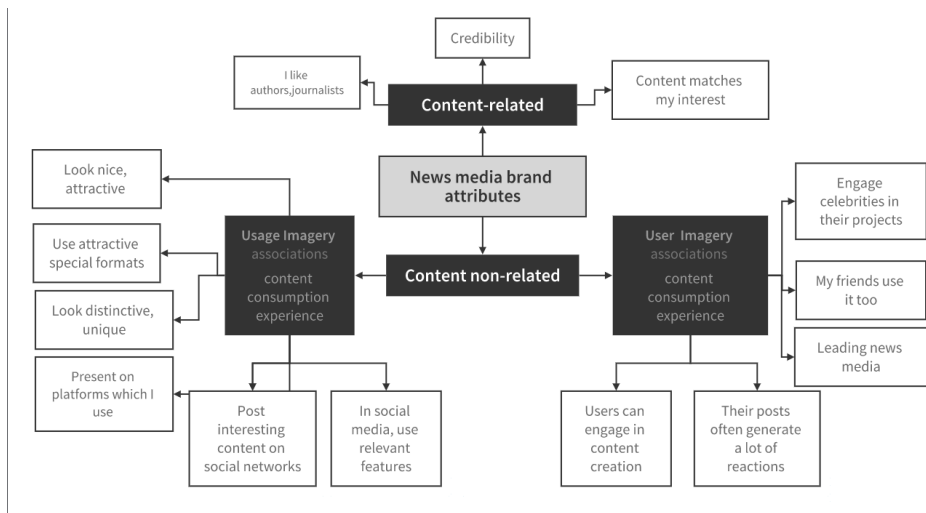 Credibility
I like
authors,journalists
Content-related
Content matches
my interest
News media brand
attributes
Look nice,
attractive
Use attractive
special formats
Look distinctive,
unique
Present on
platforms which I
use
Usage Imagery
associations
content
consumption
experience
Content non-related
User Imagery
associations
content
consumption
experience
Engage
celebrities in
their projects
My friends use
it too
Leading news
media
Post
interesting
content on
social networks
In social
media, use
relevant
features
Users can
engage in
content
creation
Their posts
often generate
a lot of
reactions